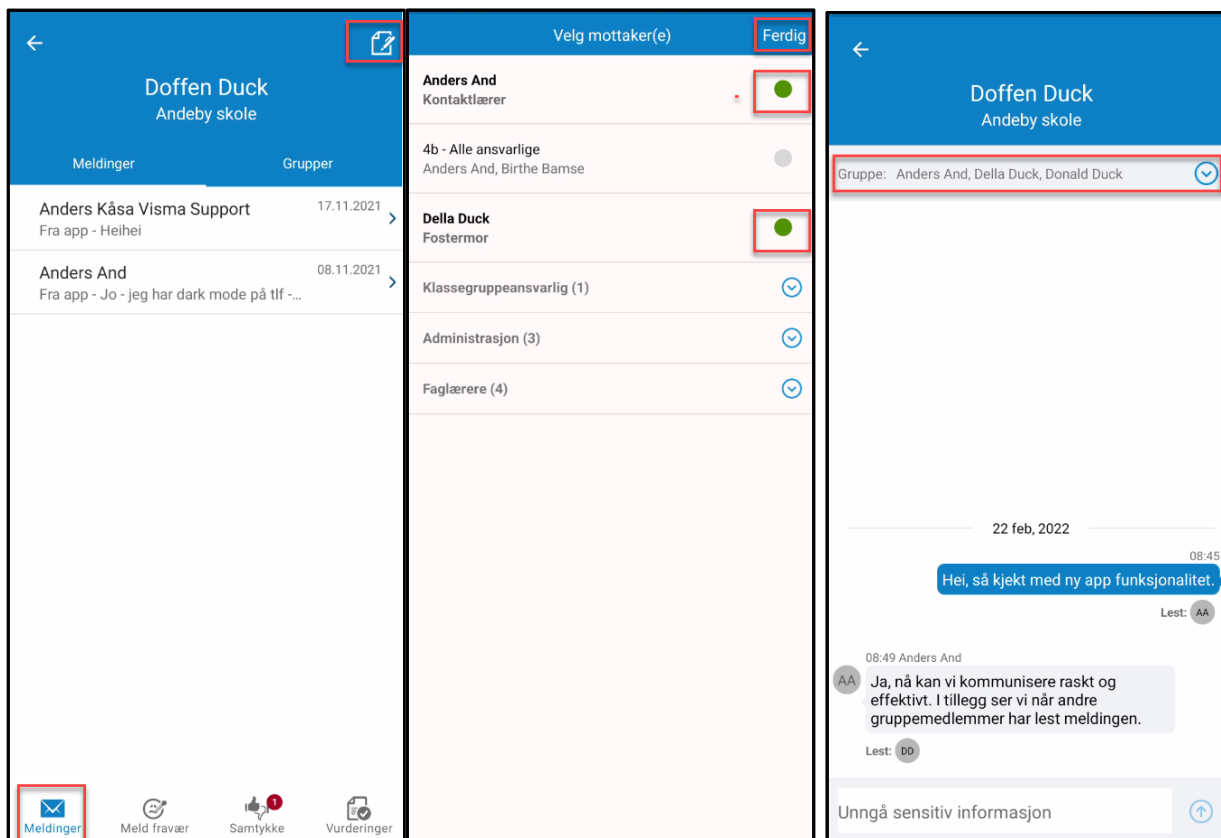 Doffen Duck
Andeby skole
Meldinger
Grupper
Anders Kåsa Visma Support
17.11.2021
Fra app - Heihei
Anders And
08.11.2021
Fra app - Jo - jeg har dark mode på tlf -...
Meldinger
Meld fravær
1
Samtykke
Vurderinger
Velg mottaker(e)
Ferdig
Anders And
Kontaktlærer
4b - Alle ansvarlige
Anders And, Birthe Bamse
Della Duck
Fostermor
Klassegruppeansvarlig (1)
Administrasjon (3)
Faglærere (4)
Doffen Duck
Andeby skole
Gruppe: Anders And, Della Duck, Donald Duck
22 feb, 2022
08:45
Hei, så kjekt med ny app funksjonalitet.
Lest: AA
08:49 Anders And
AA
Ja, nå kan vi kommunisere raskt og
effektivt. I tillegg ser vi når andre
gruppemedlemmer har lest meldingen.
Lest: DD
Unngå sensitiv informasjon